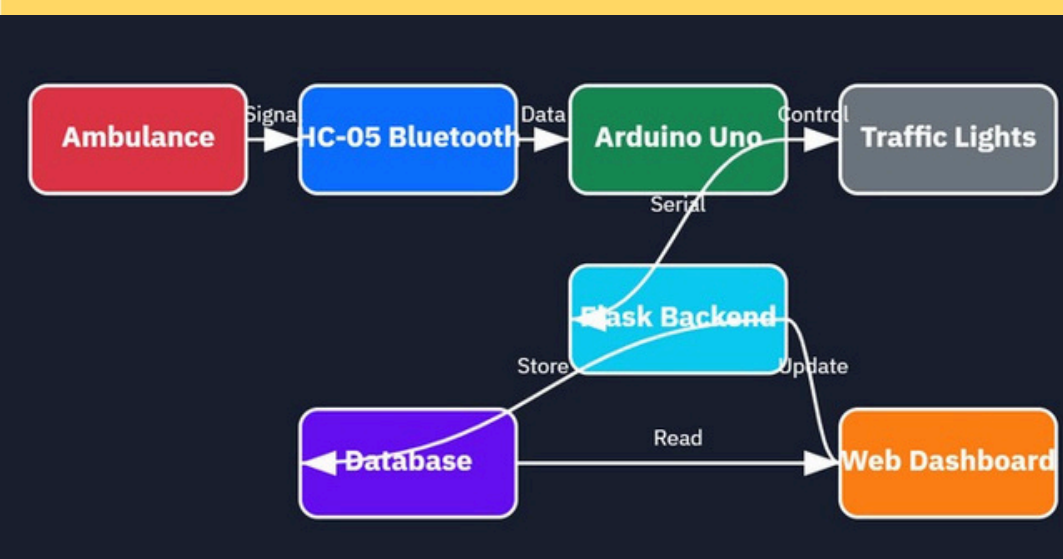 Ambulance
Signal
HC-05 Bluetooth
Data
Arduino Uno
Control
Traffic Lights
Serial
Flask Backend
Store
Update
Database
Read
Web Dashboard